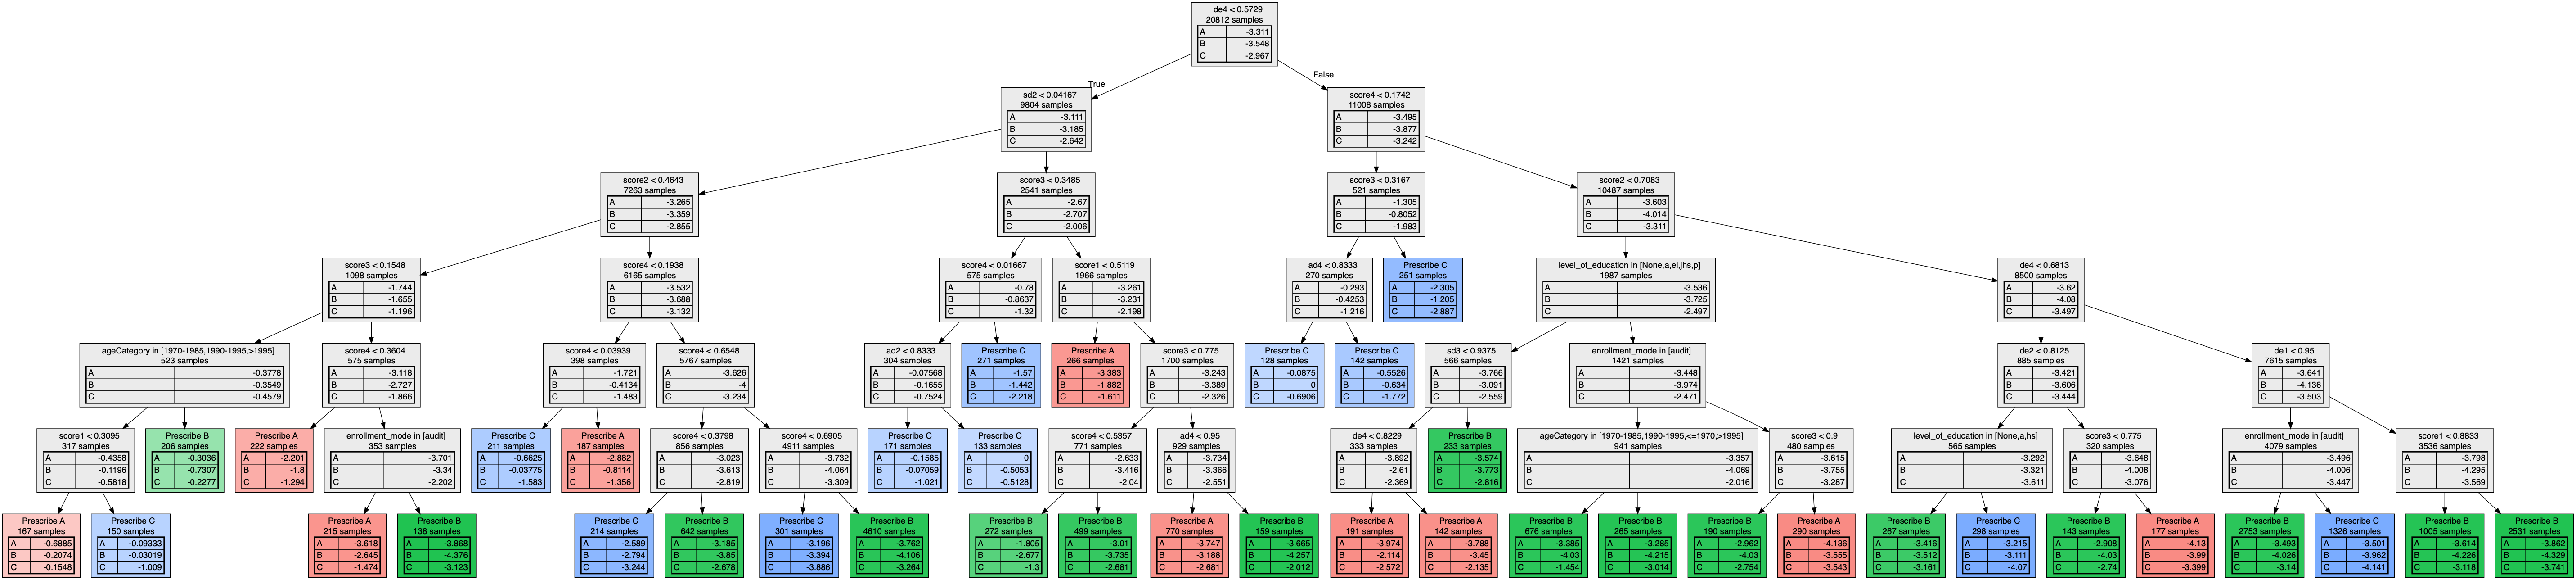 de4 < 0.5729
20812 samples
A -3.311
B -3.548
C -2.967
True
False
sd2 < 0.04167
9804 samples
A -3.111
B -3.185
C -2.642
score4 < 0.1742
11008 samples
A -3.495
B -3.877
C -3.242
score2 < 0.4643
7263 samples
A -3.265
B -3.359
C -2.855
score3 < 0.3485
2541 samples
A -2.67
B -2.707
C -2.006
score3 < 0.3167
521 samples
A -1.305
B -0.8052
C -1.983
score2 < 0.7083
10487 samples
A -3.603
B -4.014
C -3.311
score3 < 0.1548
1098 samples
A -1.744
B -1.655
C -1.196
score4 < 0.1938
6165 samples
A -3.532
B -3.688
C -3.132
score4 < 0.01667
575 samples
A -0.78
B -0.8637
C -1.32
score1 < 0.5119
1966 samples
A -3.261
B -3.231
C -2.198
ad4 < 0.8333
270 samples
A -0.293
B -0.4253
C -1.216
Prescribe C
251 samples
A -2.305
B -1.205
C -2.887
level_of_education in [None,a,el,jhs,p]
1987 samples
A -3.536
B -3.725
C -2.497
de4 < 0.6813
8500 samples
A -3.62
B -4.08
C -3.497
ageCategory in [1970-1985,1990-1995,>1995]
523 samples
A -0.3778
B -0.3549
C -0.4579
score4 < 0.3604
575 samples
A -3.118
B -2.727
C -1.866
score4 < 0.03939
398 samples
A -1.721
B -0.4134
C -1.483
score4 < 0.6548
5767 samples
A -3.626
B -4
C -3.234
ad2 < 0.8333
304 samples
A -0.07568
B -0.1655
C -0.7524
Prescribe C
271 samples
A -1.57
B -1.442
C -2.218
Prescribe A
266 samples
A -3.383
B -1.882
C -1.611
score3 < 0.775
1700 samples
A -3.243
B -3.389
C -2.326
Prescribe C
128 samples
A -0.0875
B 0
C -0.6906
Prescribe C
142 samples
A -0.5526
B -0.634
C -1.772
sd3 < 0.9375
566 samples
A -3.766
B -3.091
C -2.559
enrollment_mode in [audit]
1421 samples
A -3.448
B -3.974
C -2.471
de2 < 0.8125
885 samples
A -3.421
B -3.606
C -3.444
de1 < 0.95
7615 samples
A -3.641
B -4.136
C -3.503
score1 < 0.3095
317 samples
A -0.4358
B -0.1196
C -0.5818
Prescribe B
206 samples
A -0.3036
B -0.7307
C -0.2277
Prescribe A
222 samples
A -2.201
B -1.8
C -1.294
enrollment_mode in [audit]
353 samples
A -3.701
B -3.34
C -2.202
Prescribe C
211 samples
A -0.6625
B -0.03775
C -1.583
Prescribe A
187 samples
A -2.882
B -0.8114
C -1.356
score4 < 0.3798
856 samples
A -3.023
B -3.613
C -2.819
score4 < 0.6905
4911 samples
A -3.732
B -4.064
C -3.309
Prescribe C
171 samples
A -0.1585
B -0.07059
C -1.021
Prescribe C
133 samples
A 0
B -0.5053
C -0.5128
score4 < 0.5357
771 samples
A -2.633
B -3.416
C -2.04
ad4 < 0.95
929 samples
A -3.734
B -3.366
C -2.551
de4 < 0.8229
333 samples
A -3.892
B -2.61
C -2.369
Prescribe B
233 samples
A -3.574
B -3.773
C -2.816
ageCategory in [1970-1985,1990-1995,<=1970,>1995]
941 samples
A -3.357
B -4.069
C -2.016
score3 < 0.9
480 samples
A -3.615
B -3.755
C -3.287
level_of_education in [None,a,hs]
565 samples
A -3.292
B -3.321
C -3.611
score3 < 0.775
320 samples
A -3.648
B -4.008
C -3.076
enrollment_mode in [audit]
4079 samples
A -3.496
B -4.006
C -3.447
score1 < 0.8833
3536 samples
A -3.798
B -4.295
C -3.569
Prescribe A
167 samples
A -0.6885
B -0.2074
C -0.1548
Prescribe C
150 samples
A -0.09333
B -0.03019
C -1.009
Prescribe A
215 samples
A -3.618
B -2.645
C -1.474
Prescribe B
138 samples
A -3.868
B -4.376
C -3.123
Prescribe C
214 samples
A -2.589
B -2.794
C -3.244
Prescribe B
642 samples
A -3.185
B -3.85
C -2.678
Prescribe C
301 samples
A -3.196
B -3.394
C -3.886
Prescribe B
4610 samples
A -3.762
B -4.106
C -3.264
Prescribe B
272 samples
A -1.805
B -2.677
C -1.3
Prescribe B
499 samples
A -3.01
B -3.735
C -2.681
Prescribe A
770 samples
A -3.747
B -3.188
C -2.681
Prescribe B
159 samples
A -3.665
B -4.257
C -2.012
Prescribe A
191 samples
A -3.974
B -2.114
C -2.572
Prescribe A
142 samples
A -3.788
B -3.45
C -2.135
Prescribe B
676 samples
A -3.385
B -4.03
C -1.454
Prescribe B
265 samples
A -3.285
B -4.215
C -3.014
Prescribe B
190 samples
A -2.962
B -4.03
C -2.754
Prescribe A
290 samples
A -4.136
B -3.555
C -3.543
Prescribe B
267 samples
A -3.416
B -3.512
C -3.161
Prescribe C
298 samples
A -3.215
B -3.111
C -4.07
Prescribe B
143 samples
A -2.908
B -4.03
C -2.74
Prescribe A
177 samples
A -4.13
B -3.99
C -3.399
Prescribe B
2753 samples
A -3.493
B -4.026
C -3.14
Prescribe C
1326 samples
A -3.501
B -3.962
C -4.141
Prescribe B
1005 samples
A -3.614
B -4.226
C -3.118
Prescribe B
2531 samples
A -3.862
B -4.329
C -3.741